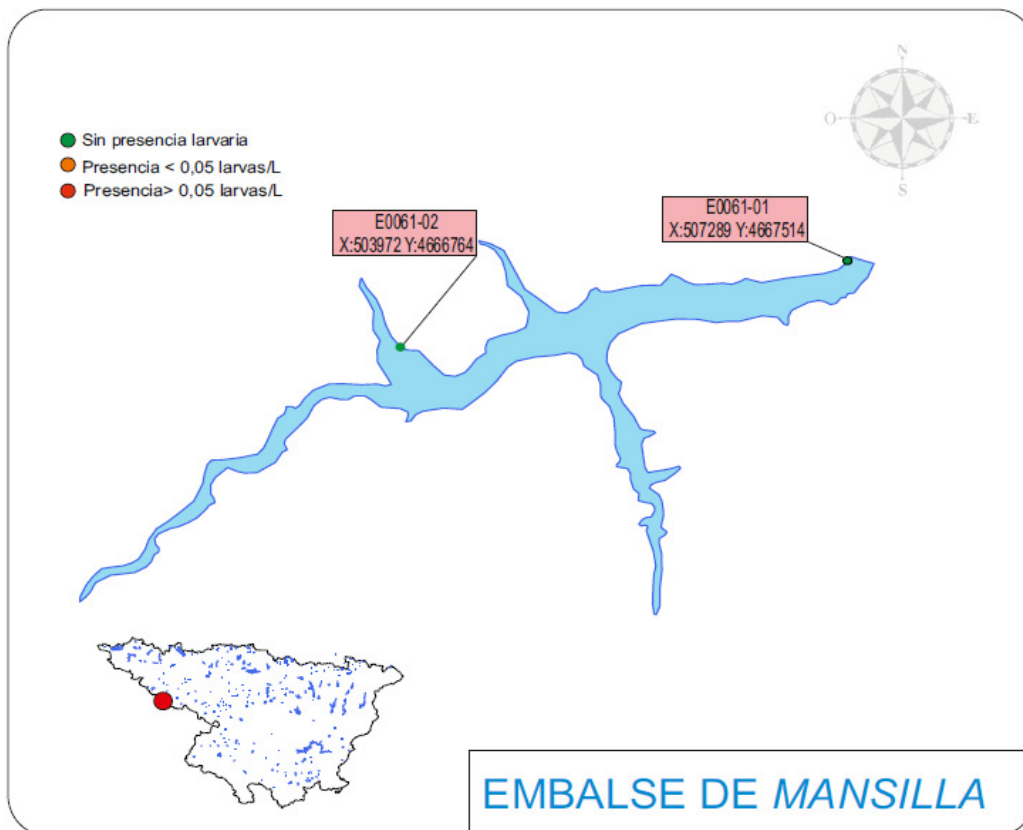 N
O
E
S
Sin presencia larvaria
Presencia < 0,05 larvas/L
Presencia> 0,05 larvas/L
E0061-02
X:503972 Y:4666764
E0061-01
X:507289 Y:4667514
EMBALSE DE MANSILLA